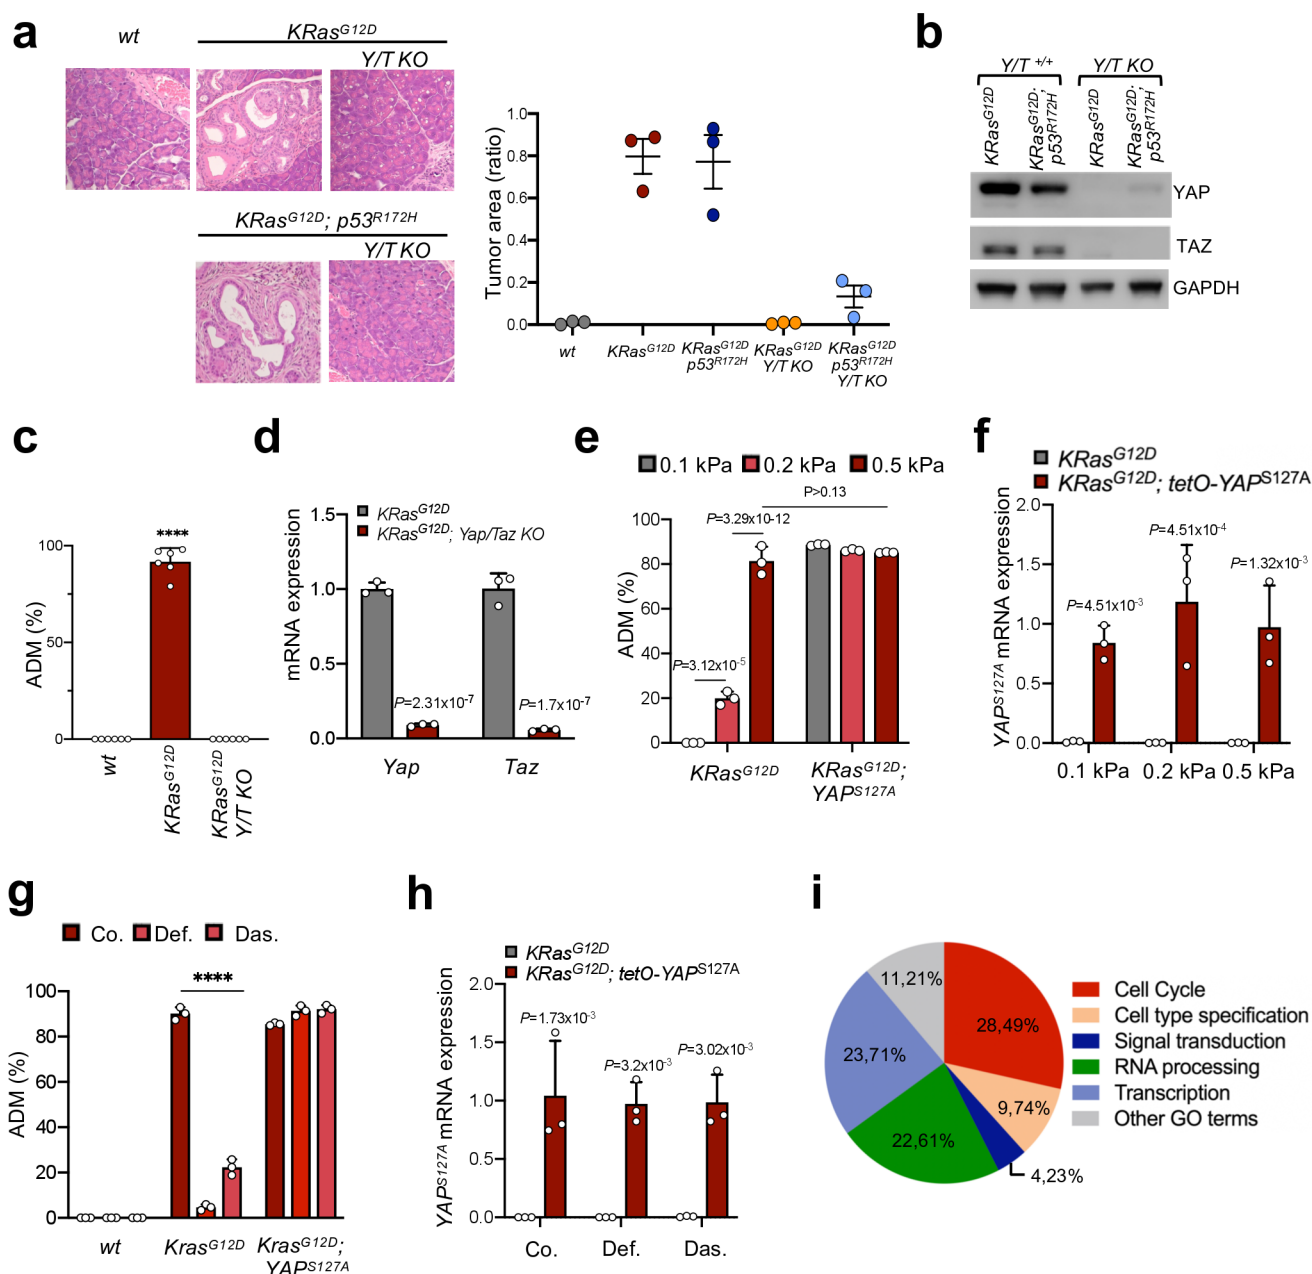 a
wt
KRasG12D
Y/T KO
KRasG12D; p53R172H
Y/T KO
Tumor area (ratio)
1.0
0.8
0.6
0.4
0.2
0.0
wt
KRasG12D
KRasG12D
p53R172H
KRasG12D
Y/T KO
KRasG12D
p53R172H
Y/T KO
b
Y/T +/+
Y/T KO
KRasG12D
KRasG12D;
p53R172H
KRasG12D
KRasG12D;
p53R172H
YAP
TAZ
GAPDH
c
ADM (%)
100
50
0
****
wt
KRasG12D
KRasG12D
Y/T KO
d
mRNA expression
1.5
1.0
0.5
0.0
KRasG12D
KRasG12D; Yap/Taz KO
P=2.31x10-7
P=1.7x10-7
Yap
Taz
e
0.1 kPa
0.2 kPa
0.5 kPa
P>0.13
P=3.29x10-12
P=3.12x10-5
ADM (%)
100
80
60
40
20
0
KRasG12D
KRasG12D;
YAPS127A
f
KRasG12D
KRasG12D; tetO-YAPS127A
YAPS127A mRNA expression
2.0
1.5
1.0
0.5
0.0
P=4.51x10-3
P=4.51x10-4
P=1.32x10-3
0.1 kPa
0.2 kPa
0.5 kPa
g
Co.
Def.
Das.
****
ADM (%)
100
80
60
40
20
0
wt
KrasG12D
KrasG12D;
YAPS127A
h
KRasG12D
KRasG12D; tetO-YAPS127A
YAPS127A mRNA expression
2.0
1.5
1.0
0.5
0.0
P=1.73x10-3
P=3.2x10-3
P=3.02x10-3
Co.
Def.
Das.
i
11,21%
28,49%
23,71%
9,74%
22,61%
4,23%
Cell Cycle
Cell type specification
Signal transduction
RNA processing
Transcription
Other GO terms